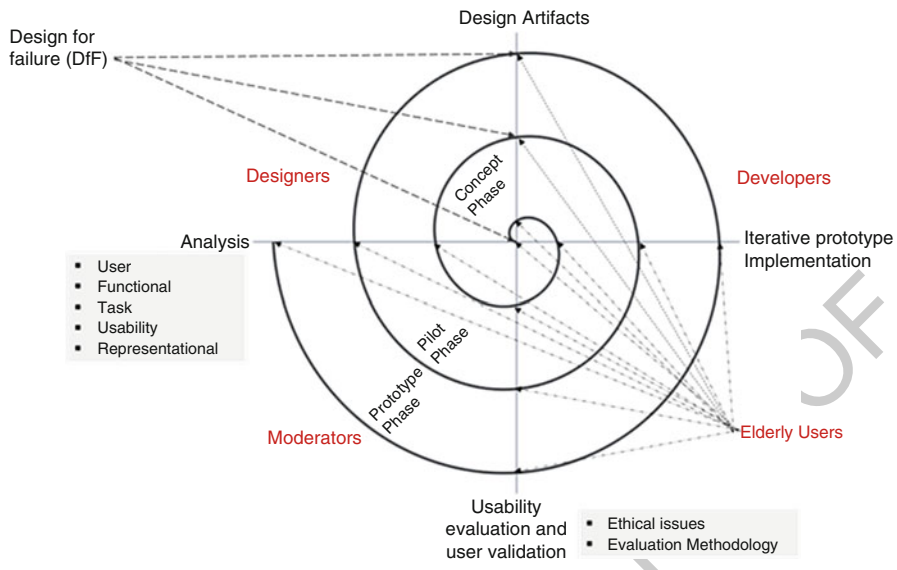 Design Artifacts
Design for
failure (DfF)
Concept
Phase
Designers
Developers
Analysis
Iterative prototype
Implementation
User
Functional
Task
Usability
Representational
Pilot
Phase
Prototype
Phase
Moderators
Elderly Users
OF
Usability
evaluation and
user validation
Ethical issues
Evaluation Methodology